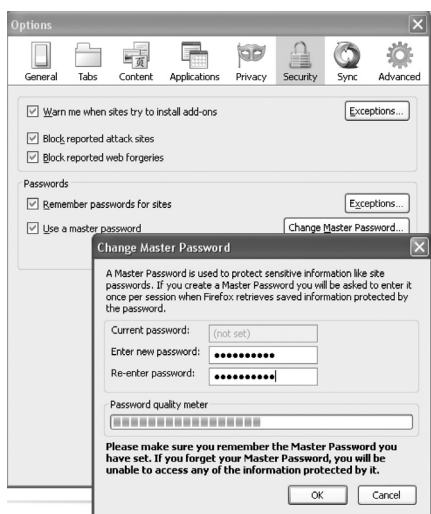 Options
General Tabs Content Applications Privacy Security Sync Advanced
Warn me when sites try to install add-ons Exceptions...
Block reported attack sites
Block reported web forgeries
Passwords
Remember passwords for sites Exceptions...
Use a master password Change Master Password...
Change Master Password
A Master Password is used to protect sensitive information like site
passwords. If you create a Master Password you will be asked to enter it
once per session when Firefox retrieves saved information protected by
the password.
Current password: (not set)
Enter new password: ●●●●●●●●●●
Re-enter password: ●●●●●●●●●●
Password quality meter
Please make sure you remember the Master Password you
have set. If you forget your Master Password, you will be
unable to access any of the information protected by it.
OK Cancel